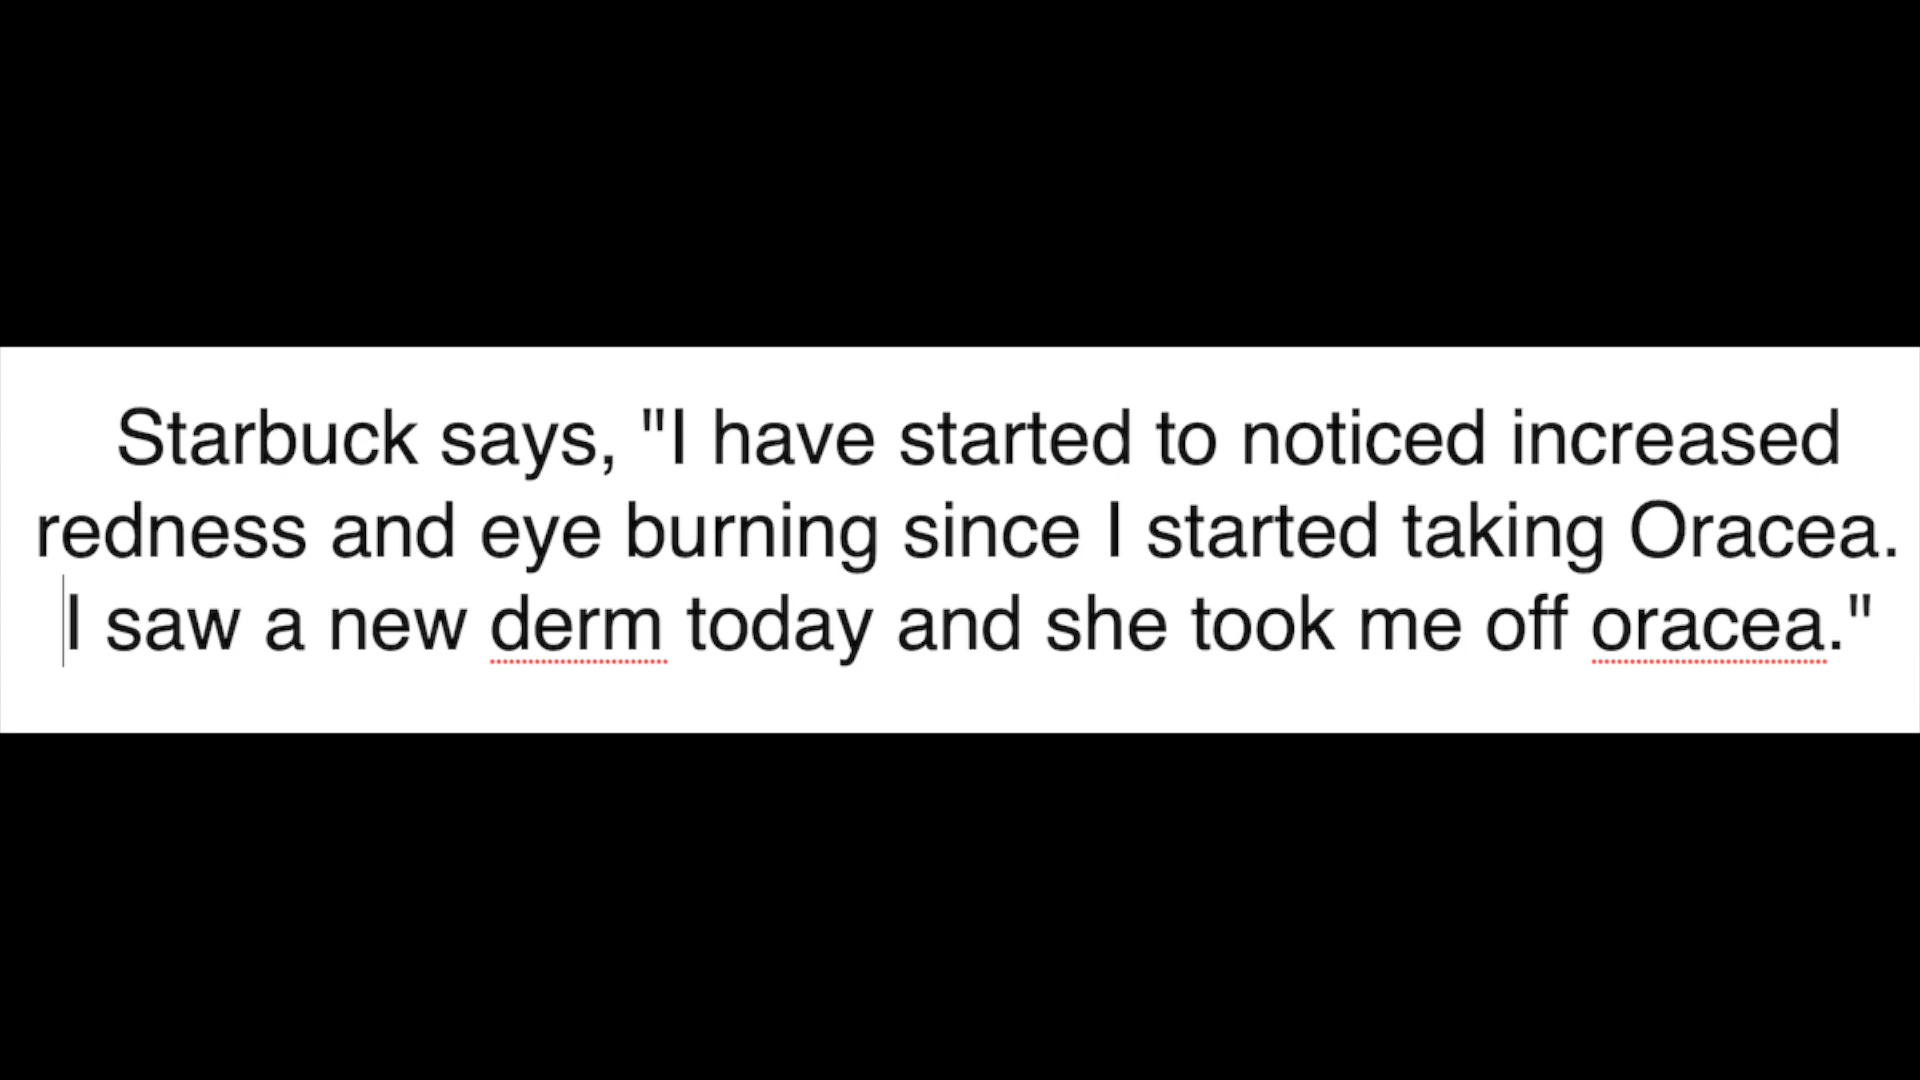 Starbuck says, "I have started to noticed increased
redness and eye burning since I started taking Oracea.
I saw a new derm today and she took me off oracea."